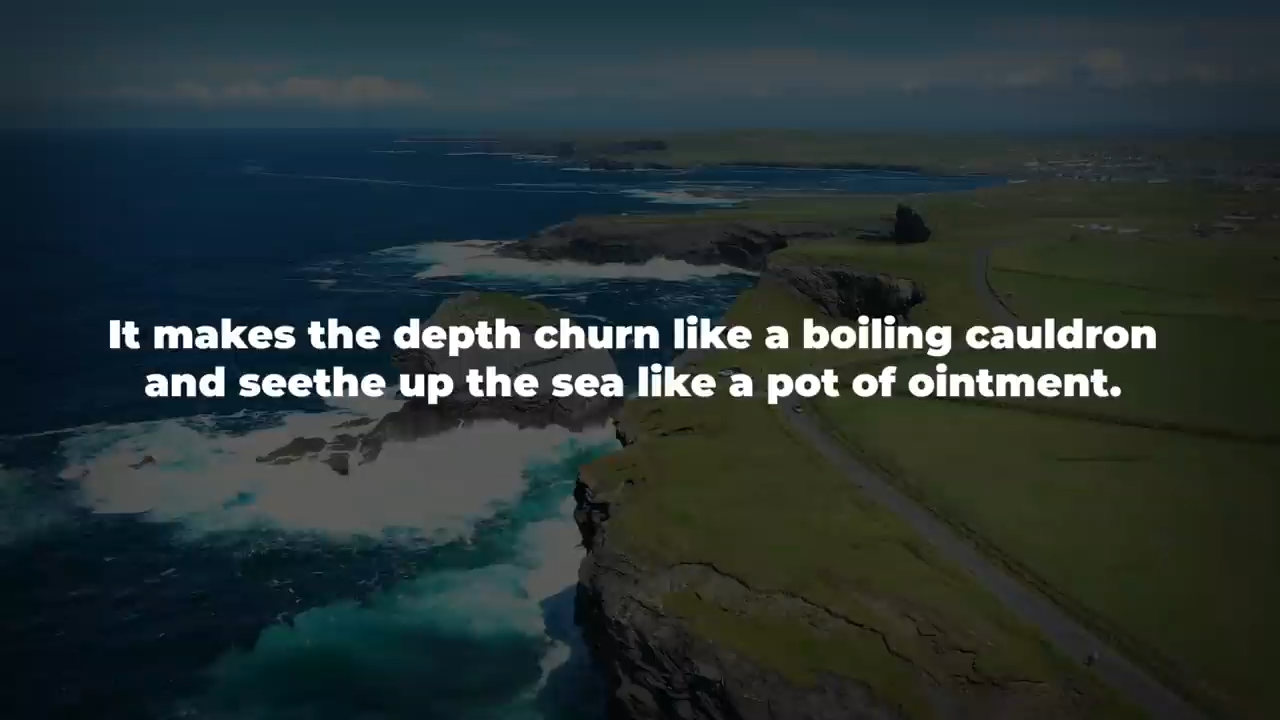 It makes the depth churn like a boiling cauldron
and seethe up the sea like a pot of ointment.